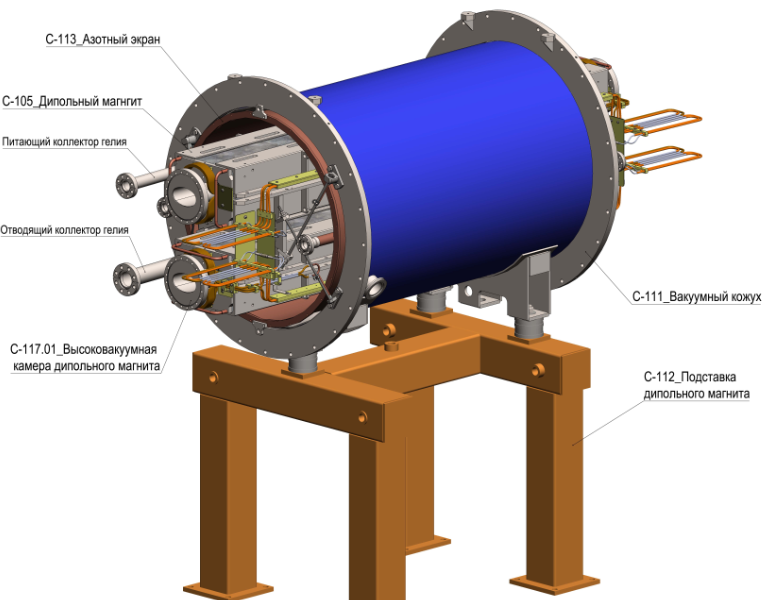 С-113_Азотный экран
С-105_Дипольный магнгит
Питающий коллектор гелия
Отводящий коллектор гелия
С-111_Вакуумный кожух
С-117.01_Высоковакуумная
камера дипольного магнита
С-112_Подставка
дипольного магнита